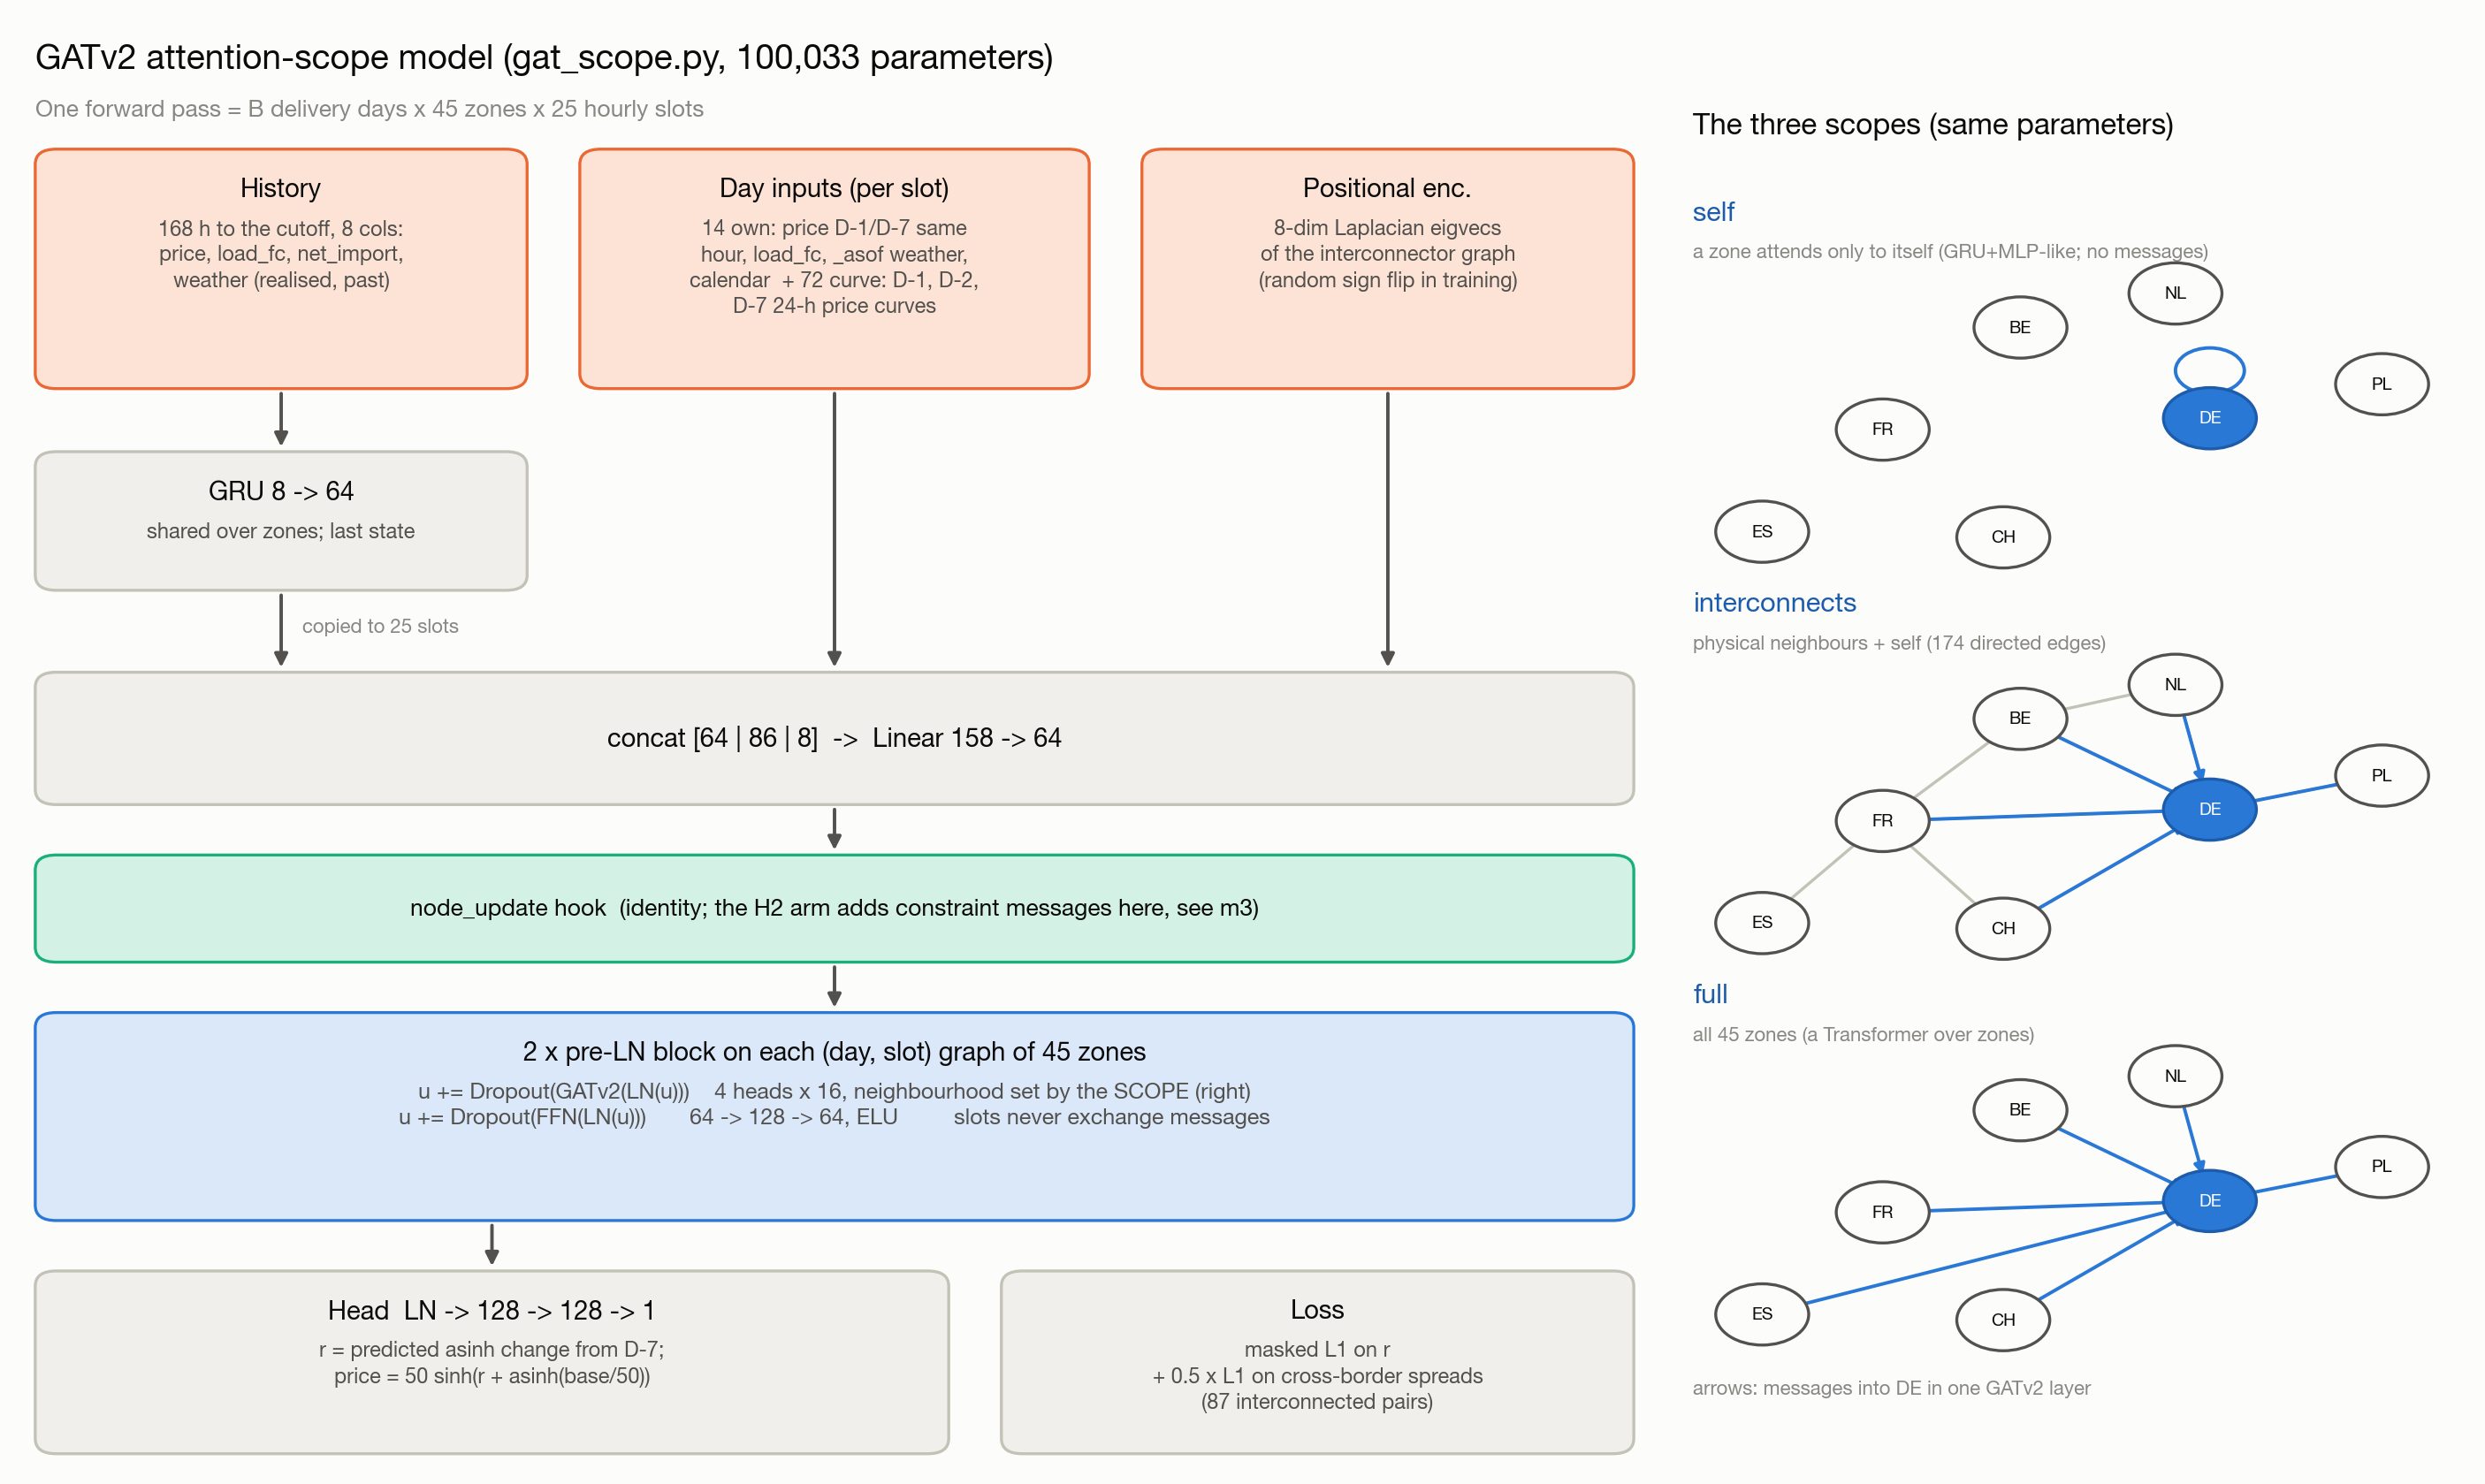 GATv2 attention-scope model (gat_scope.py, 100,033 parameters)
One forward pass = B delivery days x 45 zones x 25 hourly slots
History
168 h to the cutoff, 8 cols:
price, load_fc, net_import,
weather (realised, past)
Day inputs (per slot)
14 own: price D-1/D-7 same
hour, load_fc, _asof weather,
calendar  + 72 curve: D-1, D-2,
D-7 24-h price curves
Positional enc.
8-dim Laplacian eigvecs
of the interconnector graph
(random sign flip in training)
GRU 8 -> 64
shared over zones; last state
copied to 25 slots
concat [64 | 86 | 8]  ->  Linear 158 -> 64
node_update hook  (identity; the H2 arm adds constraint messages here, see m3)
2 x pre-LN block on each (day, slot) graph of 45 zones
u += Dropout(GATv2(LN(u)))    4 heads x 16, neighbourhood set by the SCOPE (right)
u += Dropout(FFN(LN(u)))       64 -> 128 -> 64, ELU         slots never exchange messages
Head  LN -> 128 -> 128 -> 1
r = predicted asinh change from D-7;
price = 50 sinh(r + asinh(base/50))
Loss
masked L1 on r
+ 0.5 x L1 on cross-border spreads
(87 interconnected pairs)
The three scopes (same parameters)
self
a zone attends only to itself (GRU+MLP-like; no messages)
NL
BE
PL
DE
FR
ES
CH
interconnects
physical neighbours + self (174 directed edges)
NL
BE
PL
DE
FR
ES
CH
full
all 45 zones (a Transformer over zones)
NL
BE
PL
DE
FR
ES
CH
arrows: messages into DE in one GATv2 layer